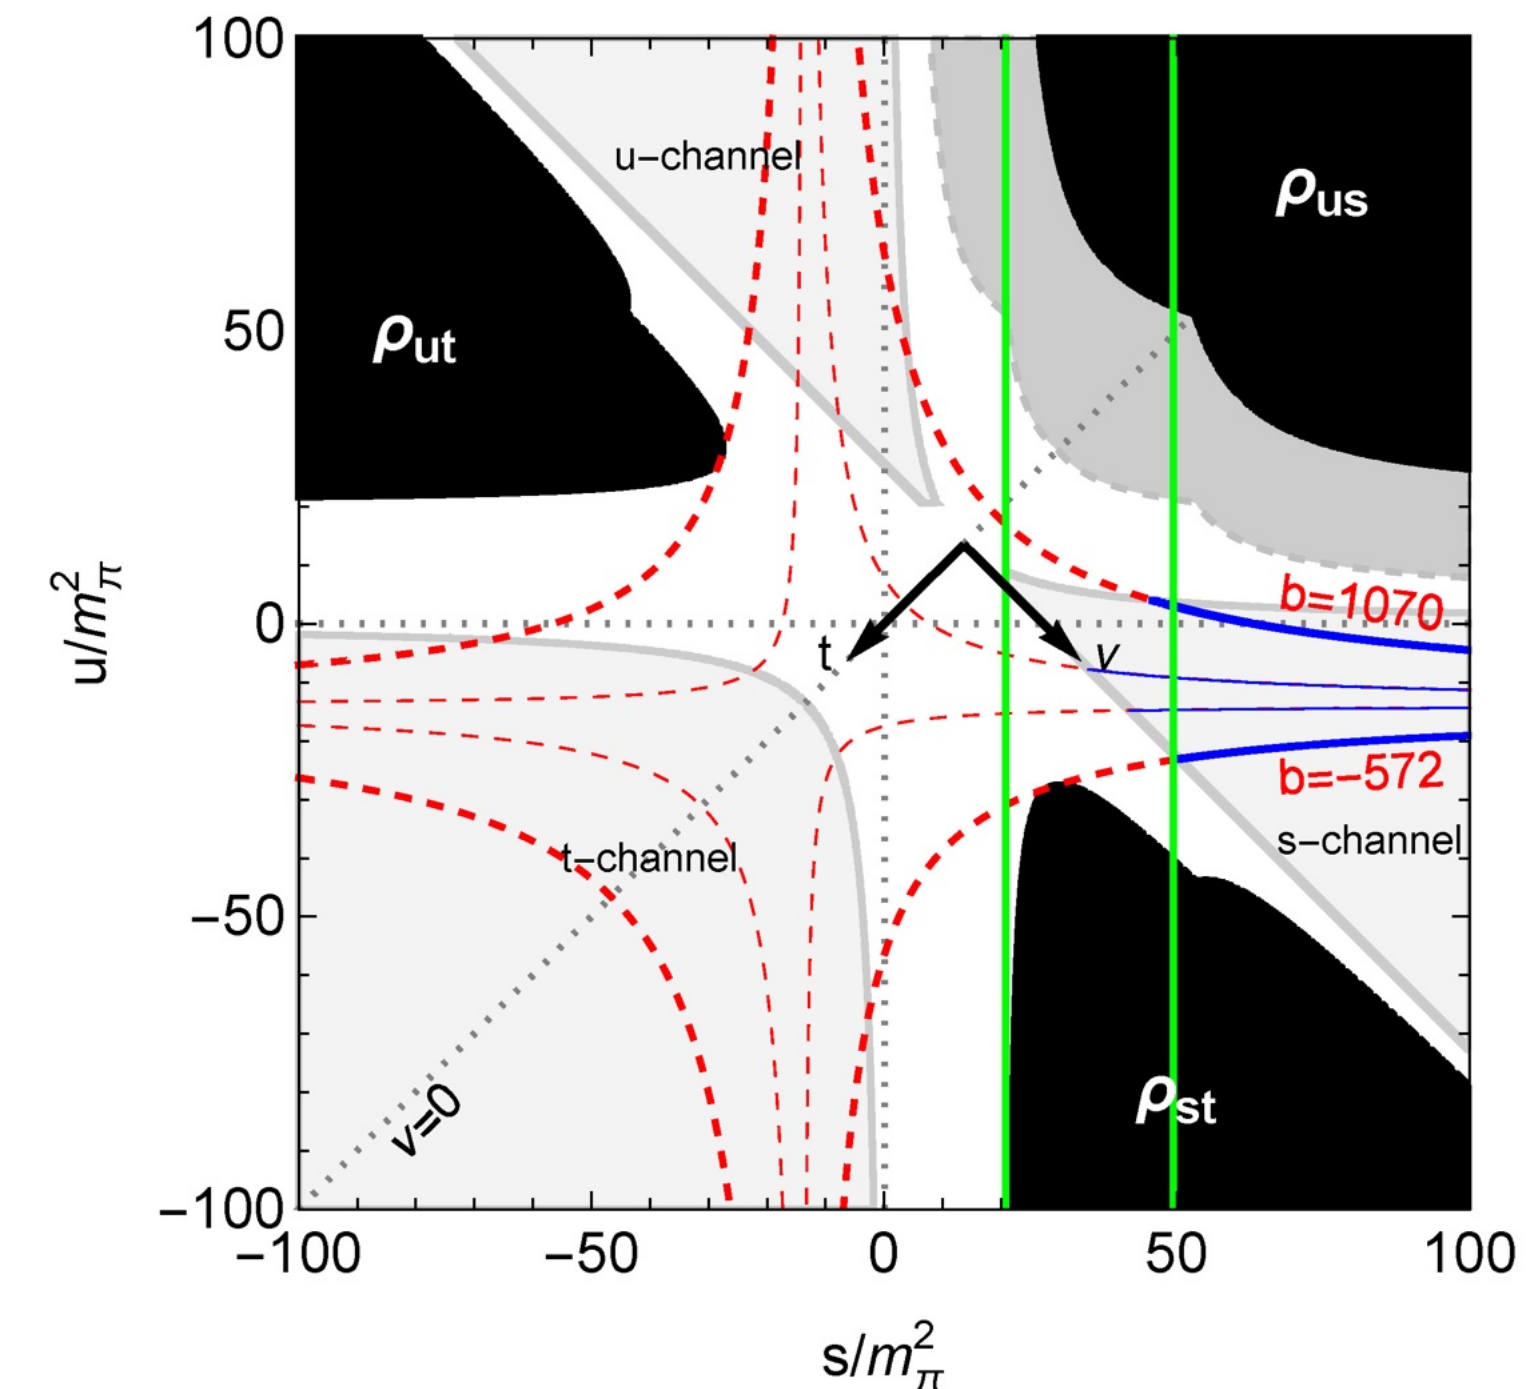 100
50
0
−50
−100
u/m²π
u−channel
ρus
ρut
b=1070
t
ν
b=−572
s−channel
t−channel
ρst
ν=0
−100
−50
0
50
100
s/m²π